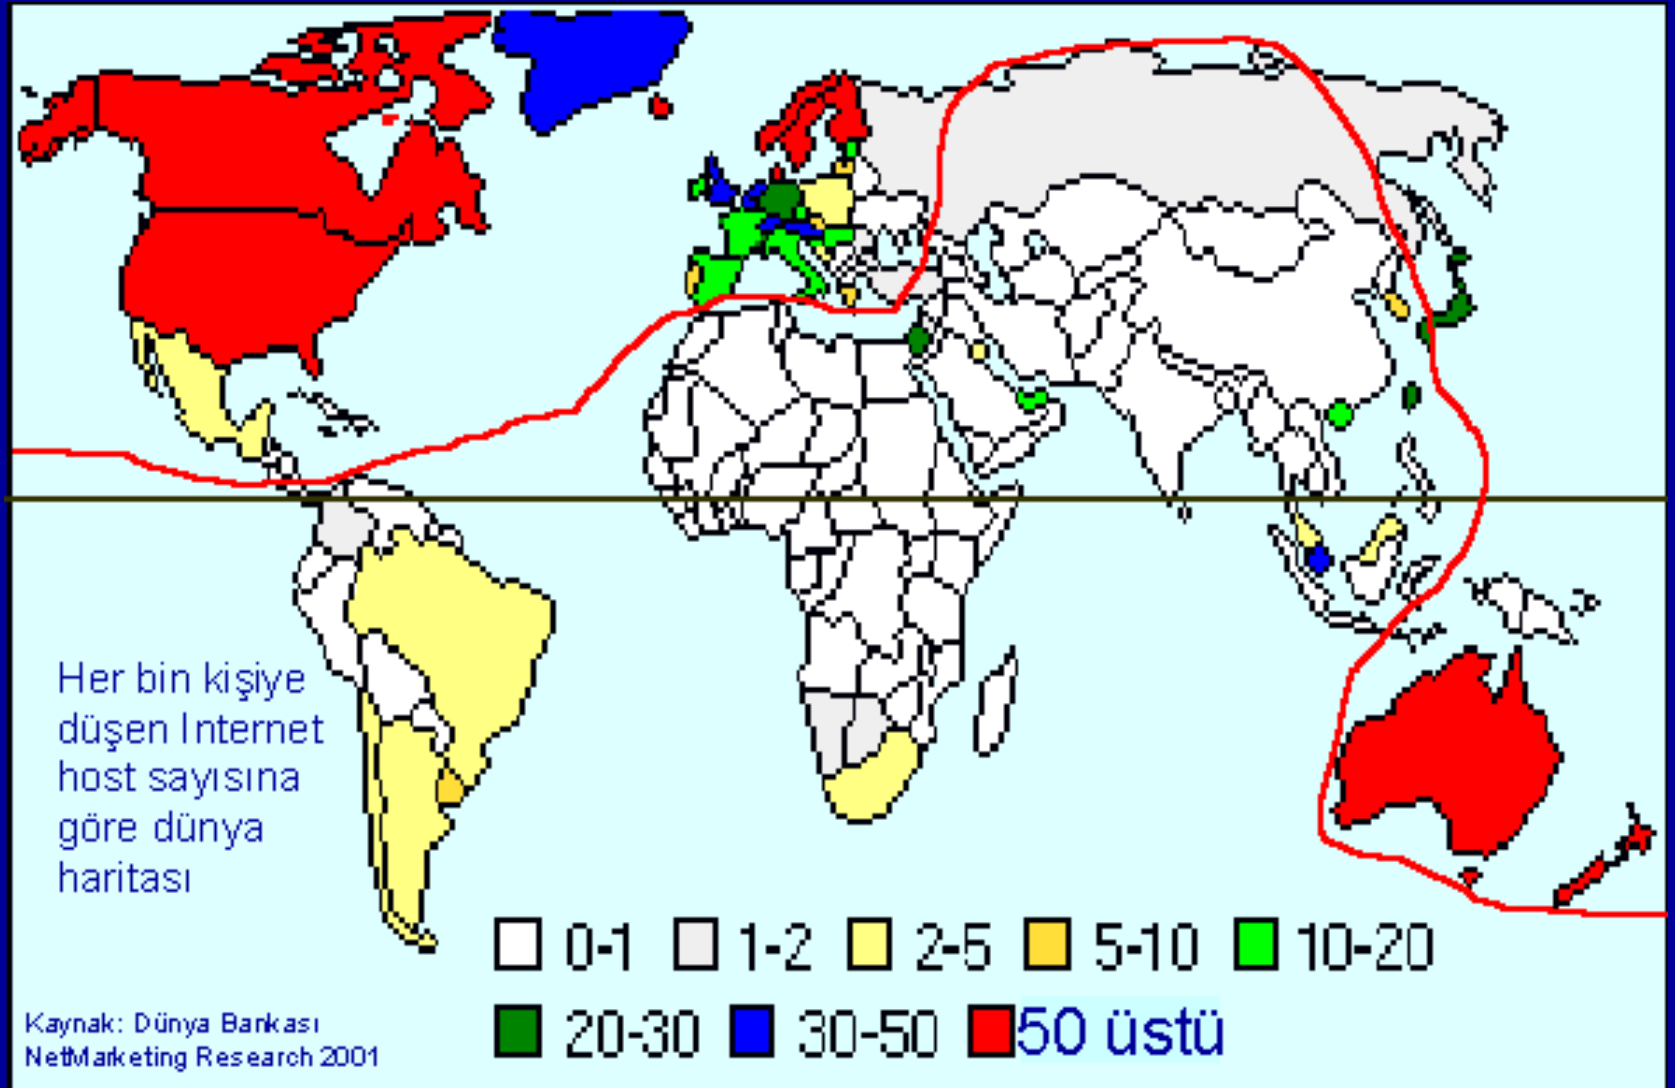 Her bin kişiye
düşen Internet
host sayısına
göre dünya
haritası
0-1 1-2 2-5 5-10 10-20
20-30 30-50 50 üstü
Kaynak: Dünya Bankası
NetMarketing Research 2001